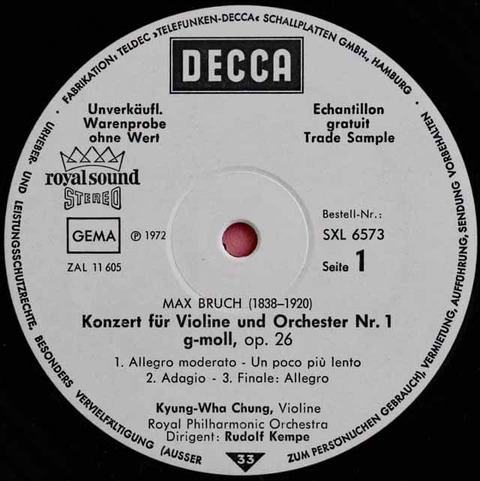 · FABRIKATION: TELDEC »TELEFUNKEN-DECCA« SCHALLPLATTEN GMBH., HAMBURG ·
DECCA
Unverkäufl.
Warenprobe
ohne Wert
Echantillon
gratuit
Trade Sample
royal sound
STEREO
GEMA
℗ 1972
ZAL 11 605
Bestell-Nr.:
SXL 6573
Seite 1
MAX BRUCH (1838–1920)
Konzert für Violine und Orchester Nr. 1
g-moll, op. 26
1. Allegro moderato - Un poco più lento
2. Adagio - 3. Finale: Allegro
Kyung-Wha Chung, Violine
Royal Philharmonic Orchestra
Dirigent: Rudolf Kempe
33
URHEBER- UND LEISTUNGSSCHUTZRECHTE, BESONDERS VERVIELFÄLTIGUNG (AUSSER ZUM PERSÖNLICHEN GEBRAUCH), VERMIETUNG, AUFFÜHRUNG, SENDUNG VORBEHALTEN ·